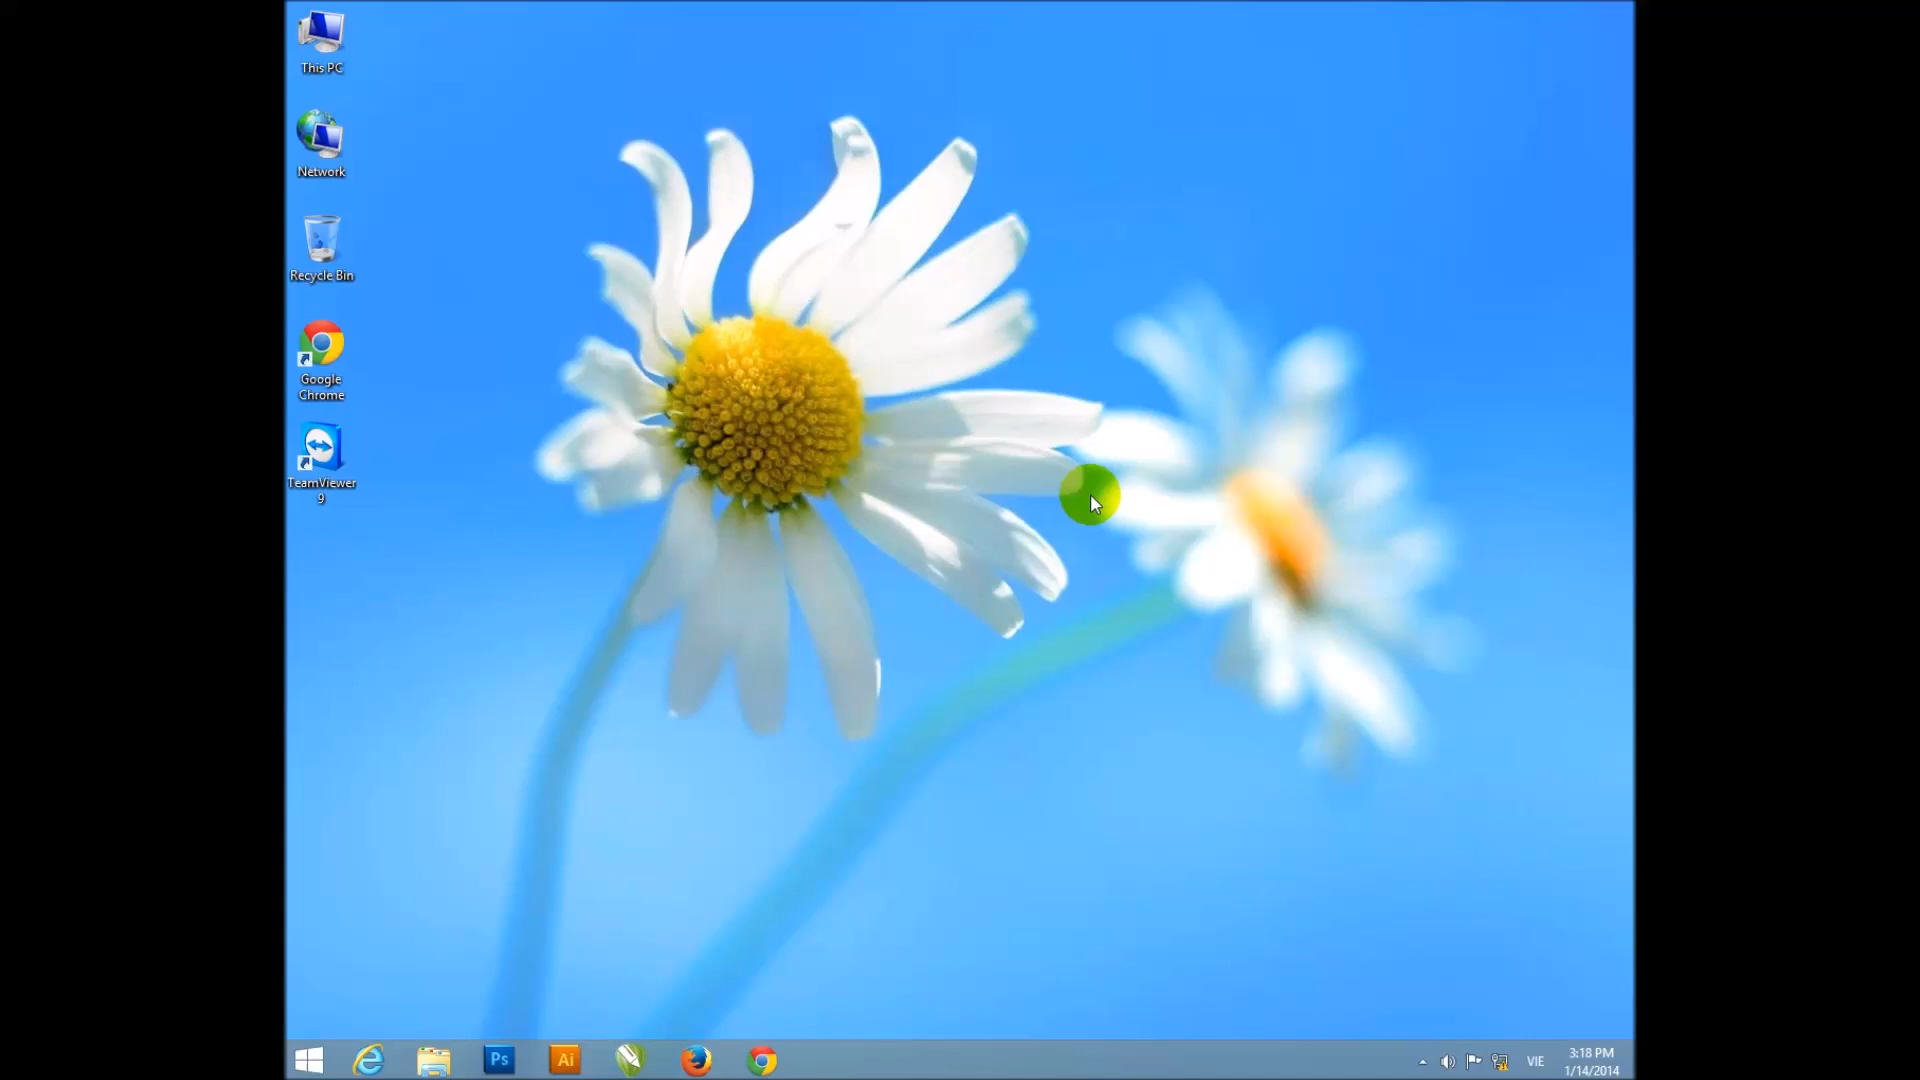 This PC
Network
Recycle Bin
Google
Chrome
TeamViewer
9
Ps
Ai
VIE
3:18 PM
1/14/2014